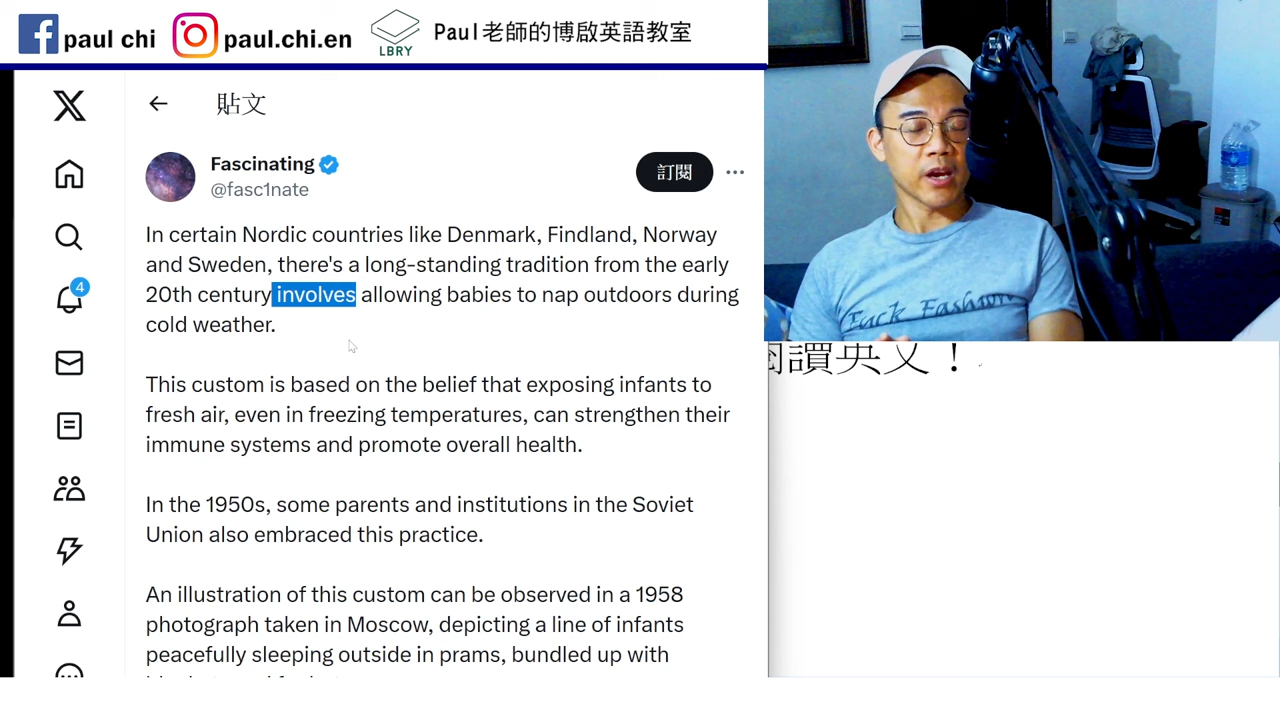 paul chi
paul.chi.en
LBRY
Paul老師的博啟英語教室
貼文
Fascinating
@fasc1nate
訂閱
4
In certain Nordic countries like Denmark, Findland, Norway
and Sweden, there's a long-standing tradition from the early
20th century involves allowing babies to nap outdoors during
cold weather.
This custom is based on the belief that exposing infants to
fresh air, even in freezing temperatures, can strengthen their
immune systems and promote overall health.
In the 1950s, some parents and institutions in the Soviet
Union also embraced this practice.
An illustration of this custom can be observed in a 1958
photograph taken in Moscow, depicting a line of infants
peacefully sleeping outside in prams, bundled up with
Fuck Fashion
讀英文！